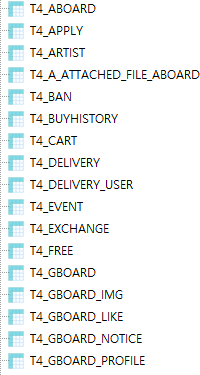 T4_ABOARD
T4_APPLY
T4_ARTIST
T4_A_ATTACHED_FILE_ABOARD
T4_BAN
T4_BUYHISTORY
T4_CART
T4_DELIVERY
T4_DELIVERY_USER
T4_EVENT
T4_EXCHANGE
T4_FREE
T4_GBOARD
T4_GBOARD_IMG
T4_GBOARD_LIKE
T4_GBOARD_NOTICE
T4_GBOARD_PROFILE